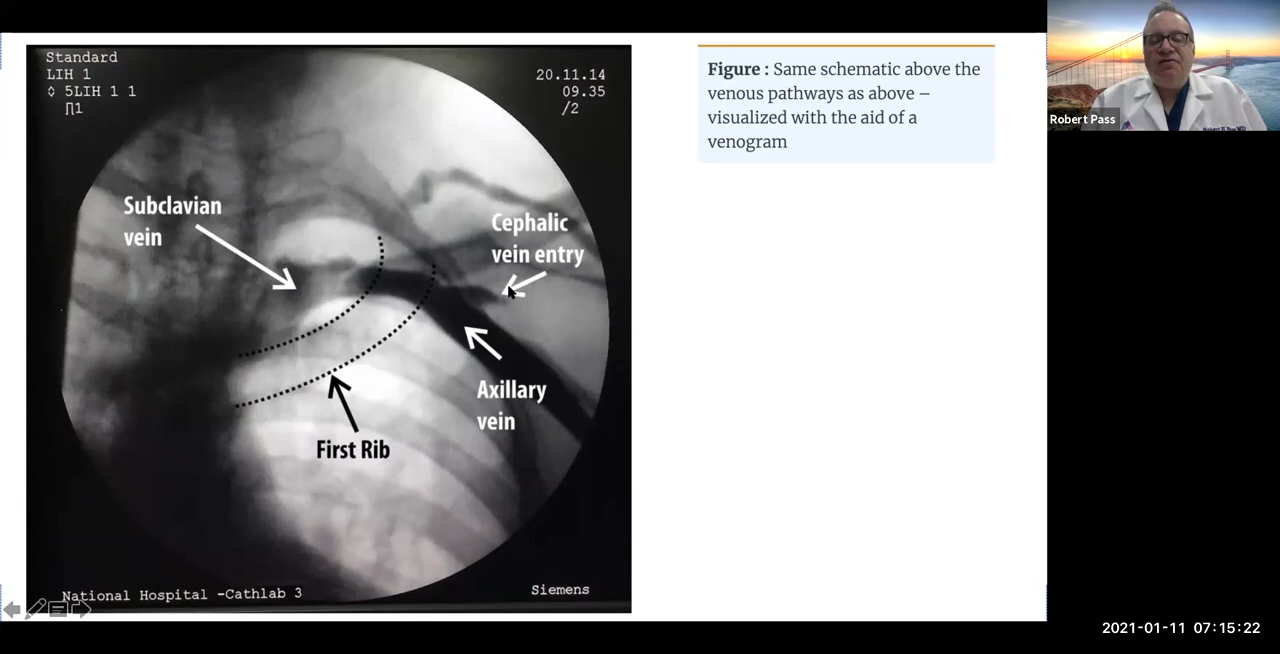 Standard
LIH 1
◊ 5LIH 1 1
∏1
20.11.14
09.35
/2
Subclavian
vein
Cephalic
vein entry
Axillary
vein
First Rib
National Hospital -Cathlab 3
Siemens
Figure : Same schematic above the
venous pathways as above –
visualized with the aid of a
venogram
Robert Pass
2021-01-11 07:15:22